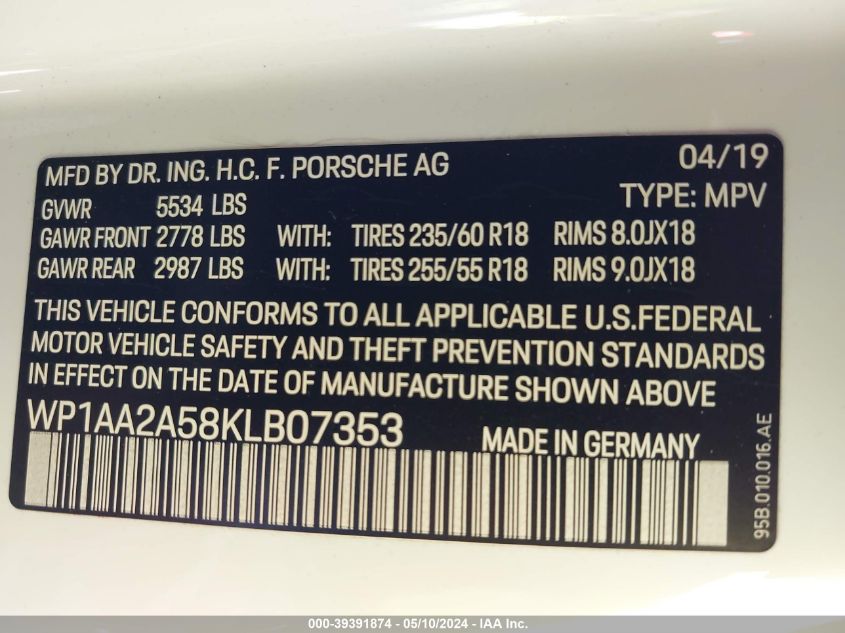 MFD BY DR. ING. H.C. F. PORSCHE AG 04/19
GVWR 5534 LBS TYPE: MPV
GAWR FRONT 2778 LBS WITH: TIRES 235/60 R18 RIMS 8.0JX18
GAWR REAR 2987 LBS WITH: TIRES 255/55 R18 RIMS 9.0JX18
THIS VEHICLE CONFORMS TO ALL APPLICABLE U.S.FEDERAL
MOTOR VEHICLE SAFETY AND THEFT PREVENTION STANDARDS
IN EFFECT ON THE DATE OF MANUFACTURE SHOWN ABOVE
WP1AA2A58KLB07353 MADE IN GERMANY
95B.010.016.AE
000-39391874 - 05/10/2024 - IAA Inc.